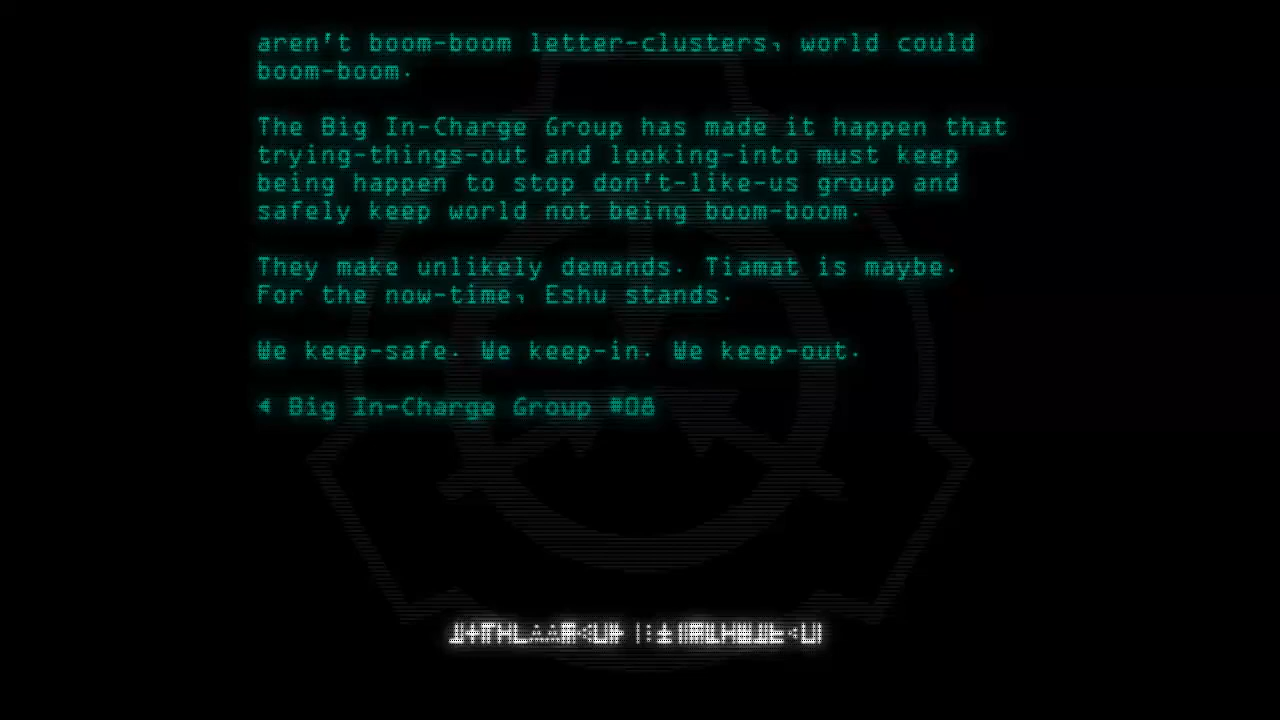 aren't boom-boom letter-clusters, world could
boom-boom.
The Big In-Charge Group has made it happen that
trying-things-out and looking-into must keep
being happen to stop don't-like-us group and
safely keep world not being boom-boom.
They make unlikely demands. Tiamat is maybe.
For the now-time, Eshu stands.
We keep-safe. We keep-in. We keep-out.
◄ Big In-Charge Group #08